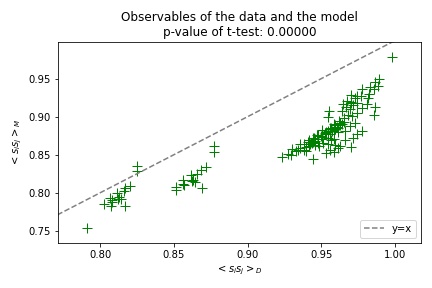 Observables of the data and the model
p-value of t-test: 0.00000
0.95
0.90
0.85
0.80
0.75
< s_i s_j >_M
0.80 0.85 0.90 0.95 1.00
< s_i s_j >_D
y=x